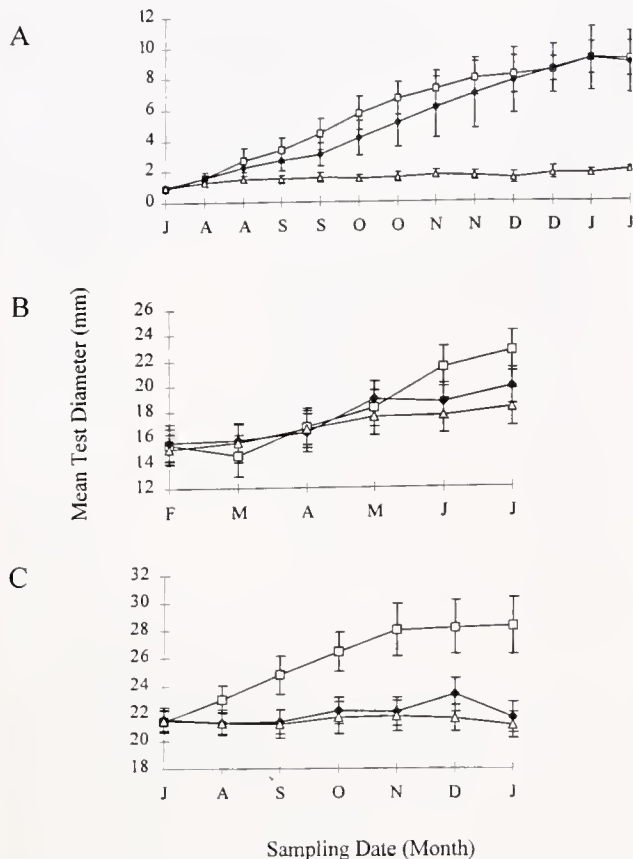 A
12
10
8
6
4
2
0
J A A S S O O N N D D J J
B
26
24
22
20
18
16
14
12
F M A M J J
Mean Test Diameter (mm)
C
32
30
28
26
24
22
20
18
J A S O N D J
Sampling Date (Month)